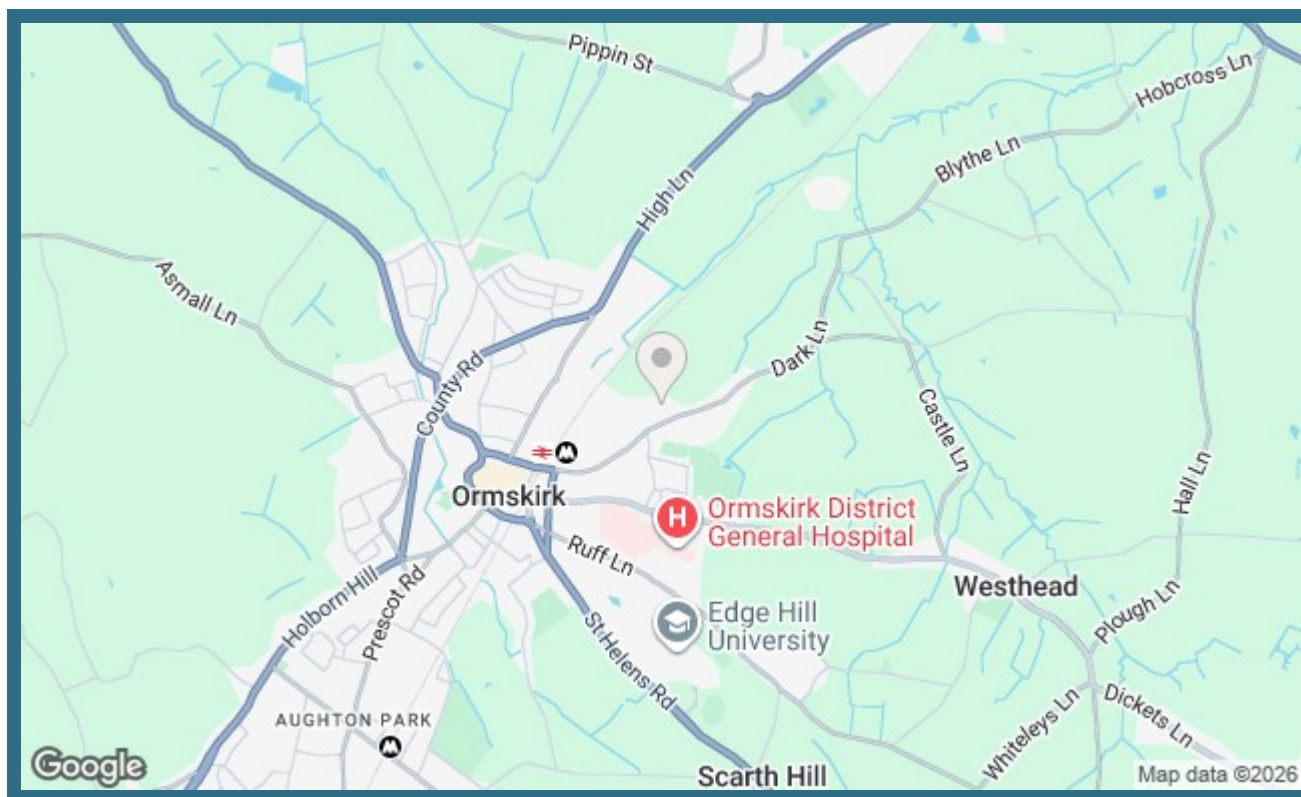 Pippin St
Hobcross Ln
Blythe Ln
High Ln
Asmall Ln
Dark Ln
County Rd
Castle Ln
Hall Ln
Ormskirk
H
Ormskirk District
General Hospital
Ruff Ln
Westhead
Holborn Hill
Prescot Rd
Edge Hill
University
Plough Ln
St Helens Rd
AUGHTON PARK
Whiteleys Ln
Dickets Ln
Scarth Hill
Google
Map data ©2026